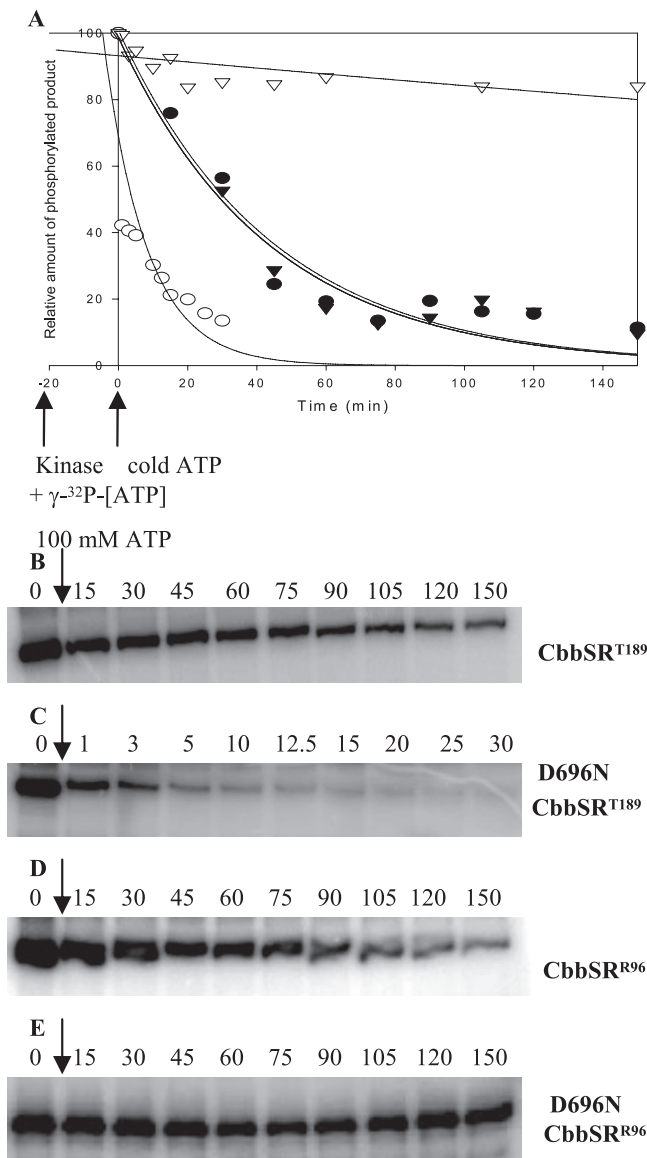 A
Relative amount of phosphorylated product
100
80
60
40
20
0
-20 0 20 40 60 80 100 120 140
Time (min)
Kinase cold ATP
+ γ-³²P-[ATP]
100 mM ATP
B
0 15 30 45 60 75 90 105 120 150
CbbSRᵀ¹⁸⁹
C
0 1 3 5 10 12.5 15 20 25 30
D696N
CbbSRᵀ¹⁸⁹
D
0 15 30 45 60 75 90 105 120 150
CbbSRᴿ⁹⁶
E
0 15 30 45 60 75 90 105 120 150
D696N
CbbSRᴿ⁹⁶